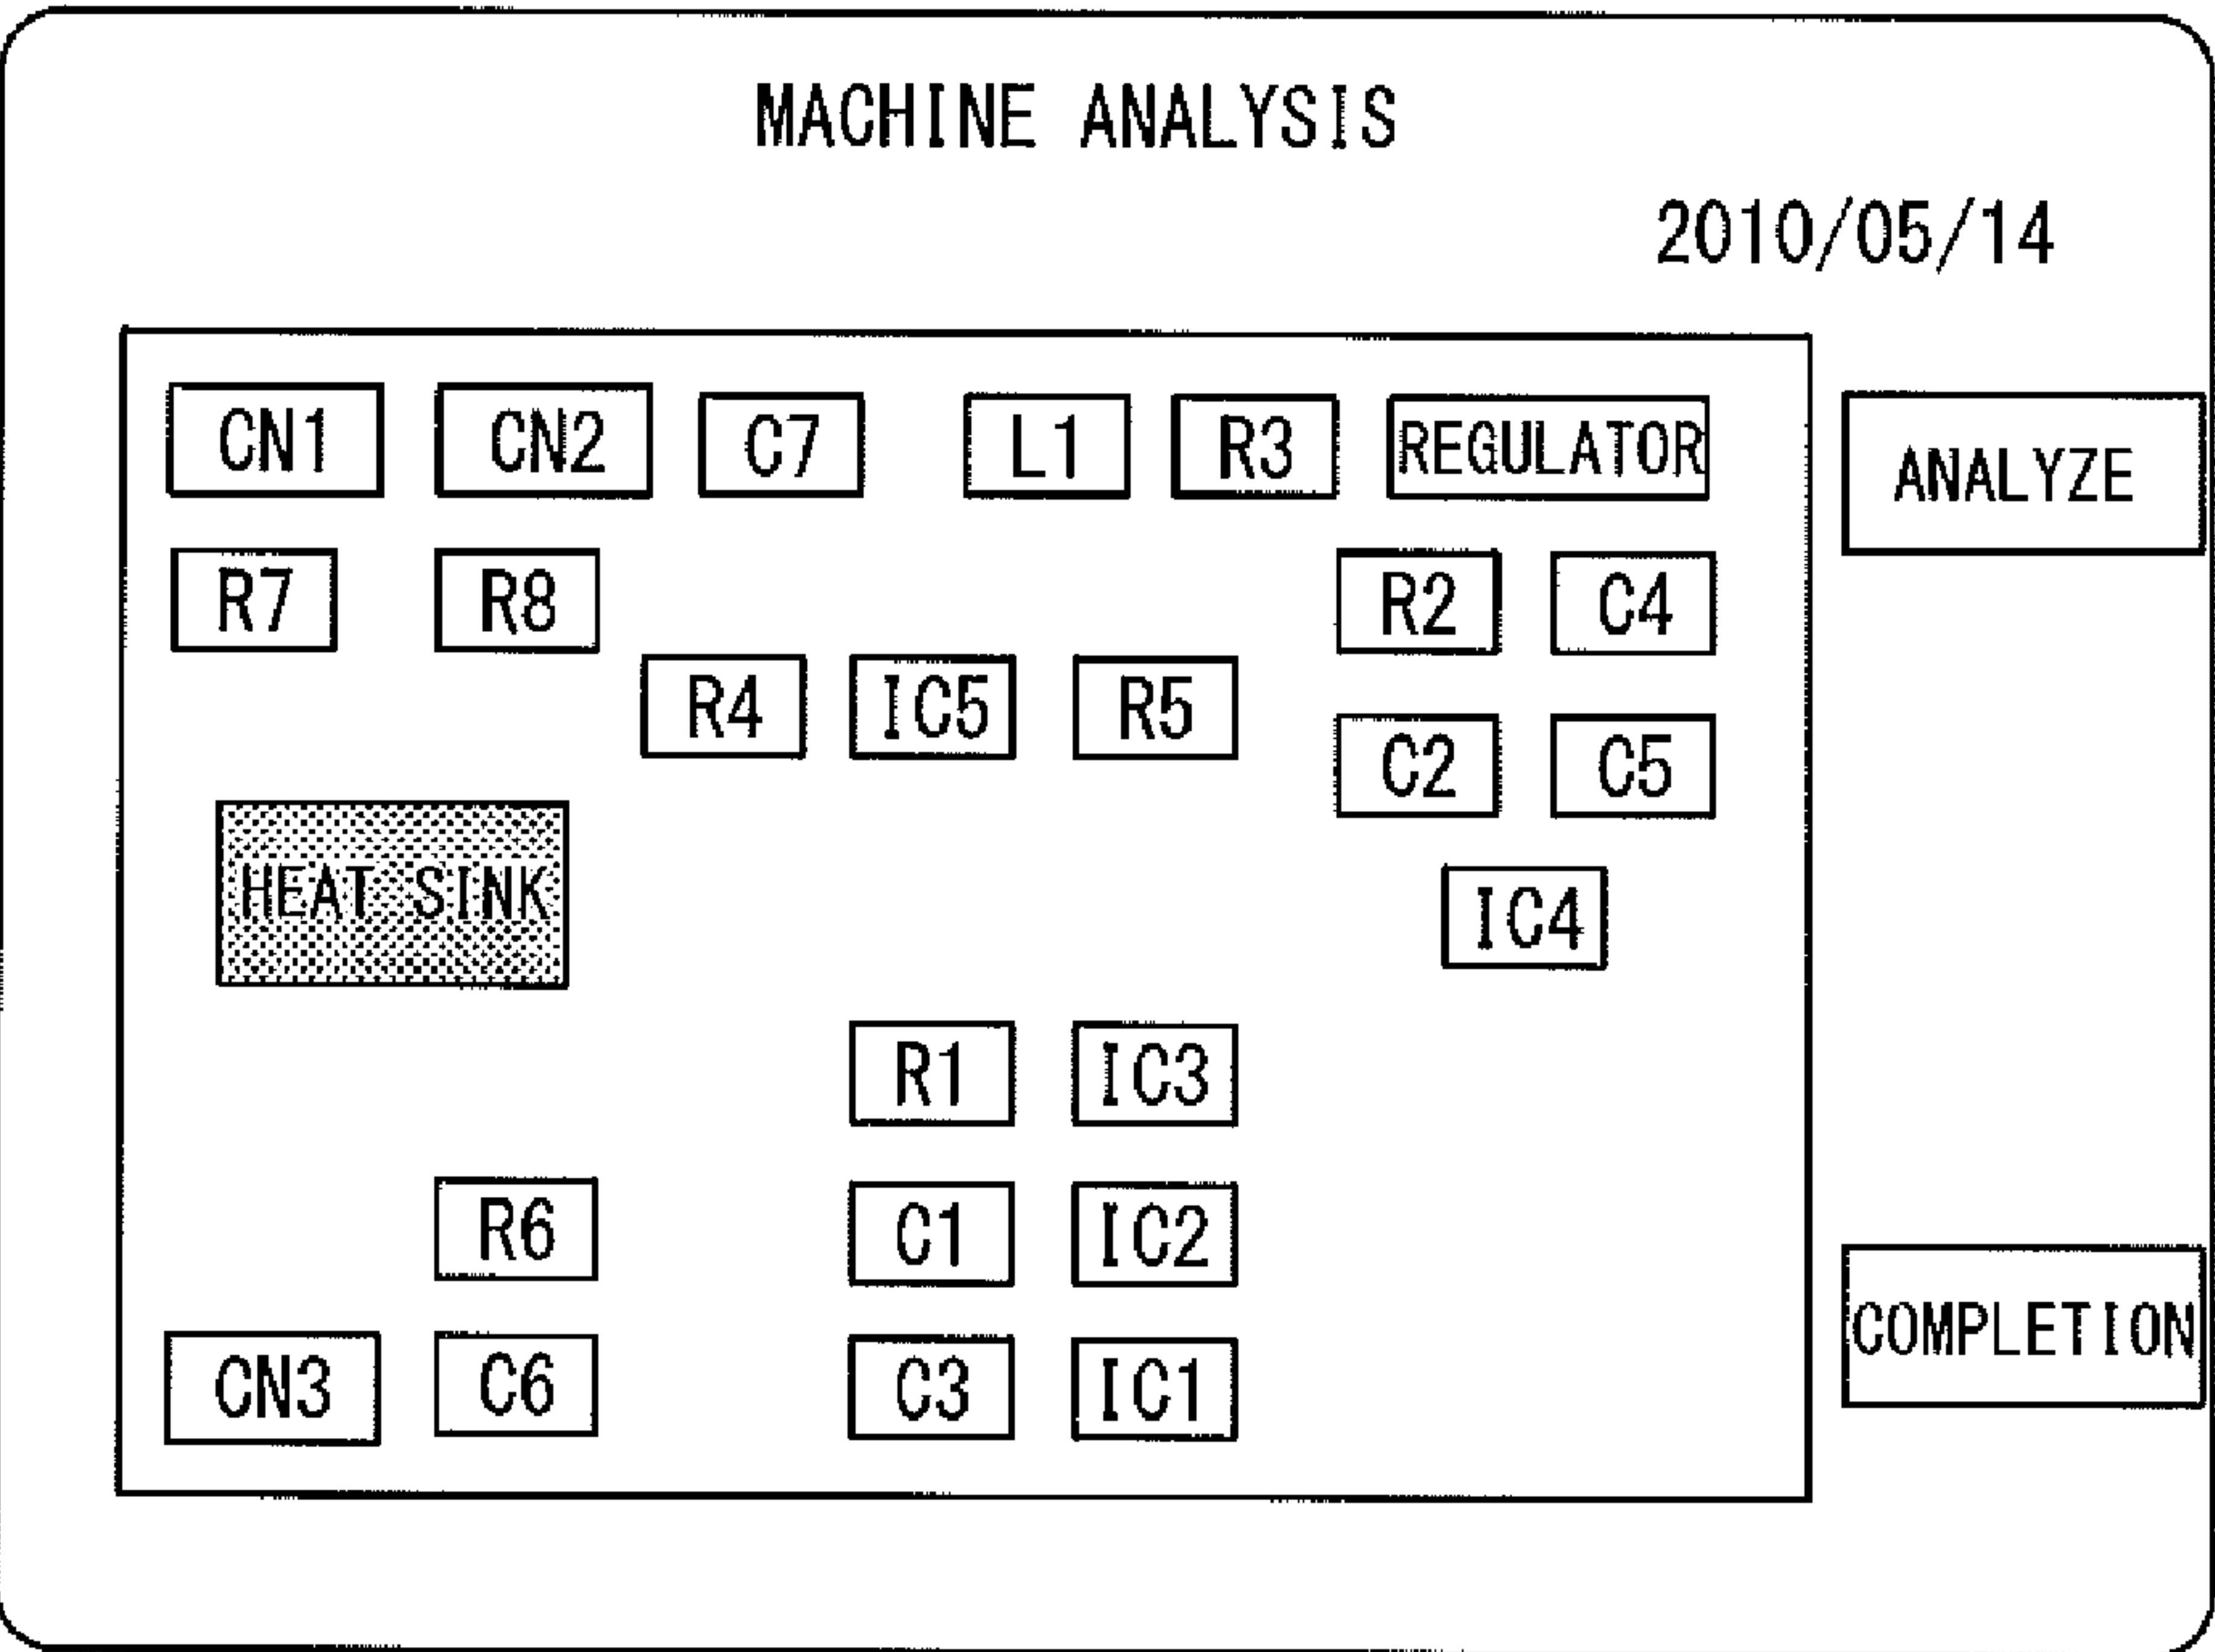 MACHINE ANALYSIS
2010/05/14
CN1 CN2 C7 L1 R3 REGULATOR
ANALYZE
R7 R8 R2 C4
R4 IC5 R5
C2 C5
HEAT SINK
IC4
R1 IC3
R6 C1 IC2
COMPLETION
CN3 C6 C3 IC1